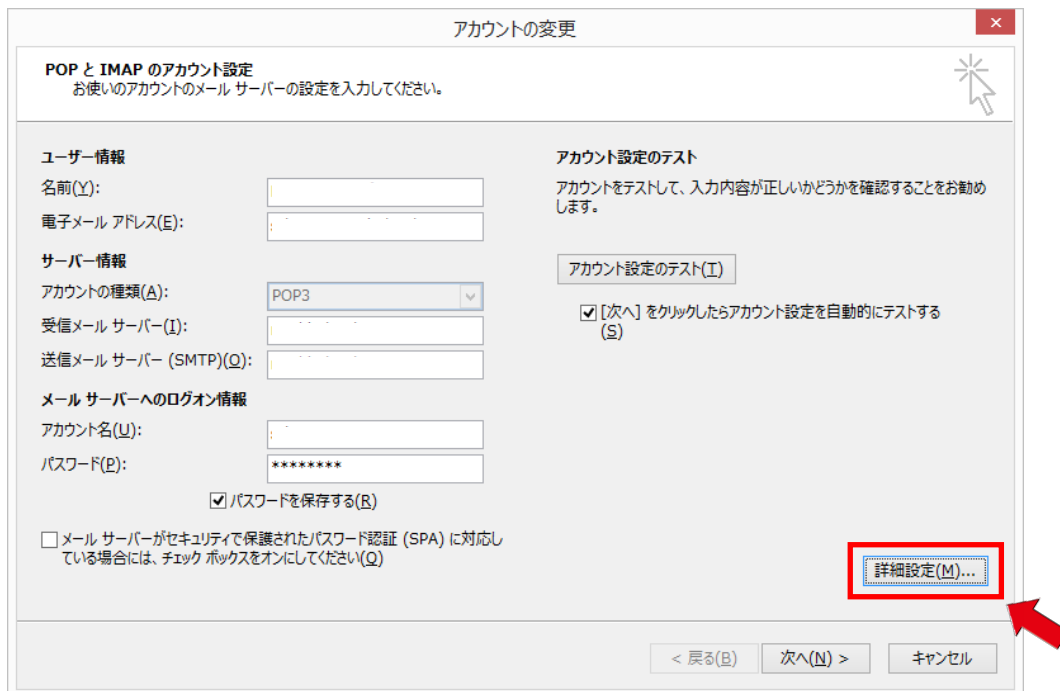 アカウントの変更
POP と IMAP のアカウント設定
お使いのアカウントのメール サーバーの設定を入力してください。
ユーザー情報
名前(Y):
電子メール アドレス(E):
サーバー情報
アカウントの種類(A):
POP3
受信メール サーバー(I):
送信メール サーバー (SMTP)(O):
メール サーバーへのログオン情報
アカウント名(U):
パスワード(P):
********
パスワードを保存する(R)
メール サーバーがセキュリティで保護されたパスワード認証 (SPA) に対応し
ている場合には、チェック ボックスをオンにしてください(Q)
アカウント設定のテスト
アカウントをテストして、入力内容が正しいかどうかを確認することをお勧め
します。
アカウント設定のテスト(T)
[次へ] をクリックしたらアカウント設定を自動的にテストする
(S)
詳細設定(M)...
< 戻る(B)
次へ(N) >
キャンセル